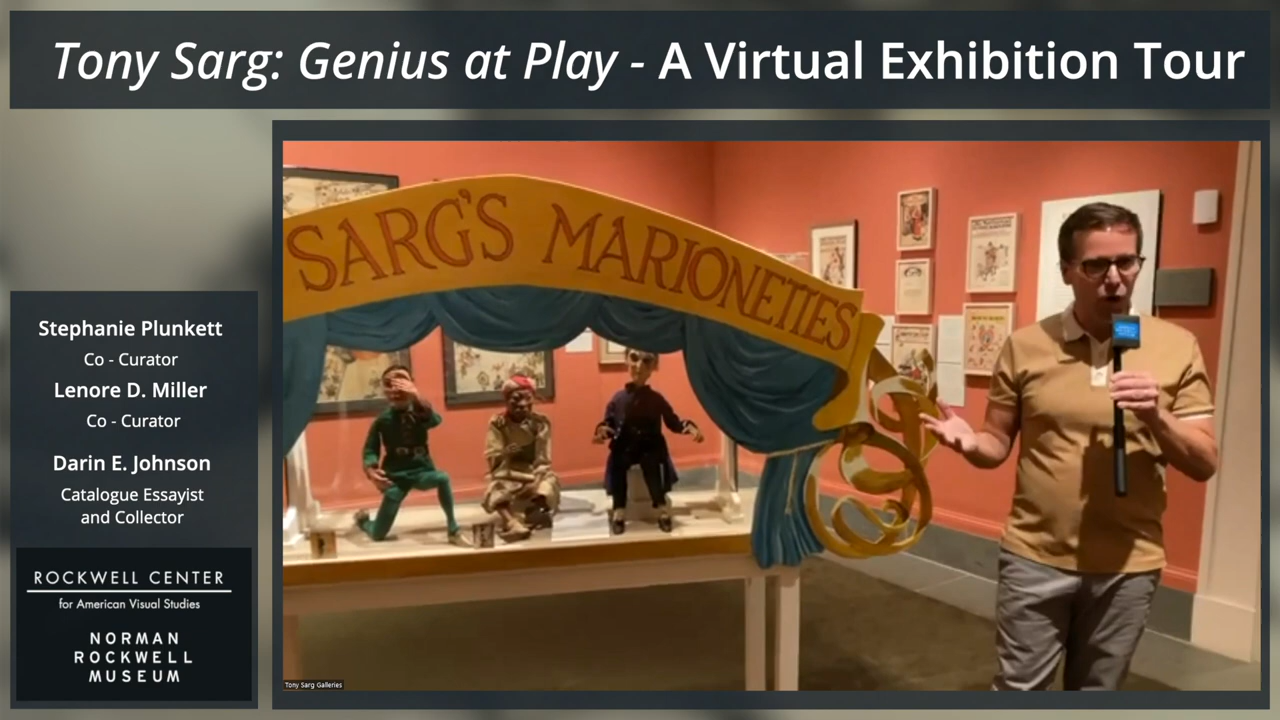 Tony Sarg: Genius at Play - A Virtual Exhibition Tour
Stephanie Plunkett
Co - Curator
Lenore D. Miller
Co - Curator
Darin E. Johnson
Catalogue Essayist
and Collector
ROCKWELL CENTER
for American Visual Studies
NORMAN
ROCKWELL
MUSEUM
SARG'S MARIONETTES
Tony Sarg Galleries